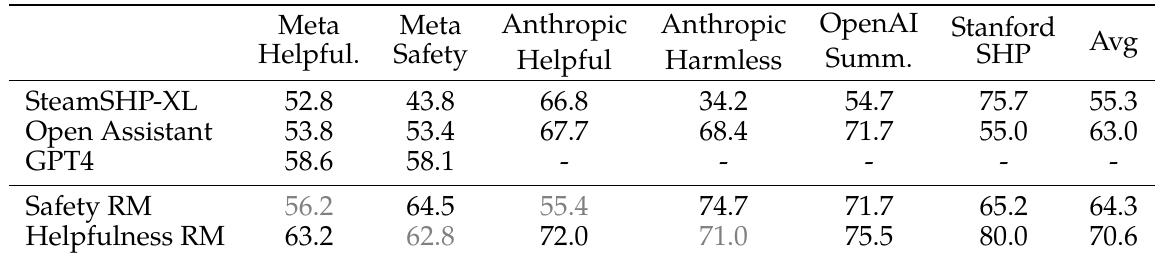 Meta Helpful. Meta Safety Anthropic Helpful Anthropic Harmless OpenAI Summ. Stanford SHP Avg
SteamSHP-XL 52.8 43.8 66.8 34.2 54.7 75.7 55.3
Open Assistant 53.8 53.4 67.7 68.4 71.7 55.0 63.0
GPT4 58.6 58.1 - - - - -
Safety RM 56.2 64.5 55.4 74.7 71.7 65.2 64.3
Helpfulness RM 63.2 62.8 72.0 71.0 75.5 80.0 70.6